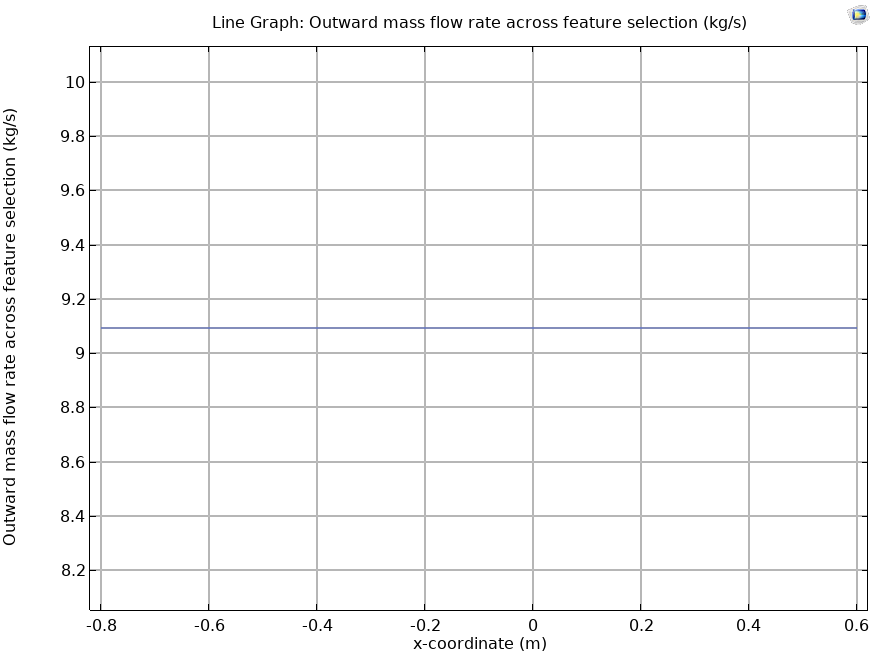 Line Graph: Outward mass flow rate across feature selection (kg/s)
Outward mass flow rate across feature selection (kg/s)
10
9.8
9.6
9.4
9.2
9
8.8
8.6
8.4
8.2
-0.8 -0.6 -0.4 -0.2 0 0.2 0.4 0.6
x-coordinate (m)